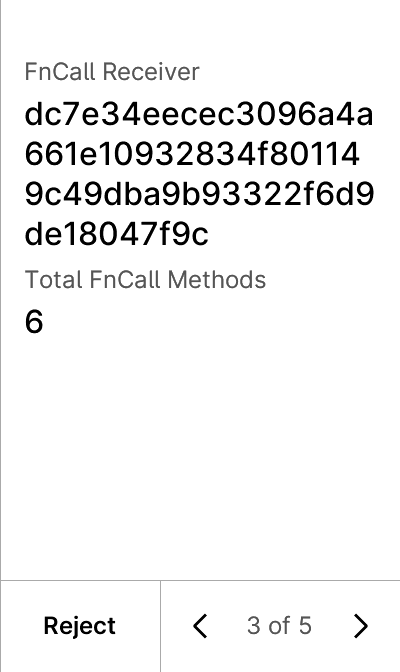 FnCall Receiver
dc7e34eecec3096a4a
661e10932834f80114
9c49dba9b93322f6d9
de18047f9c
Total FnCall Methods
6
Reject
3 of 5